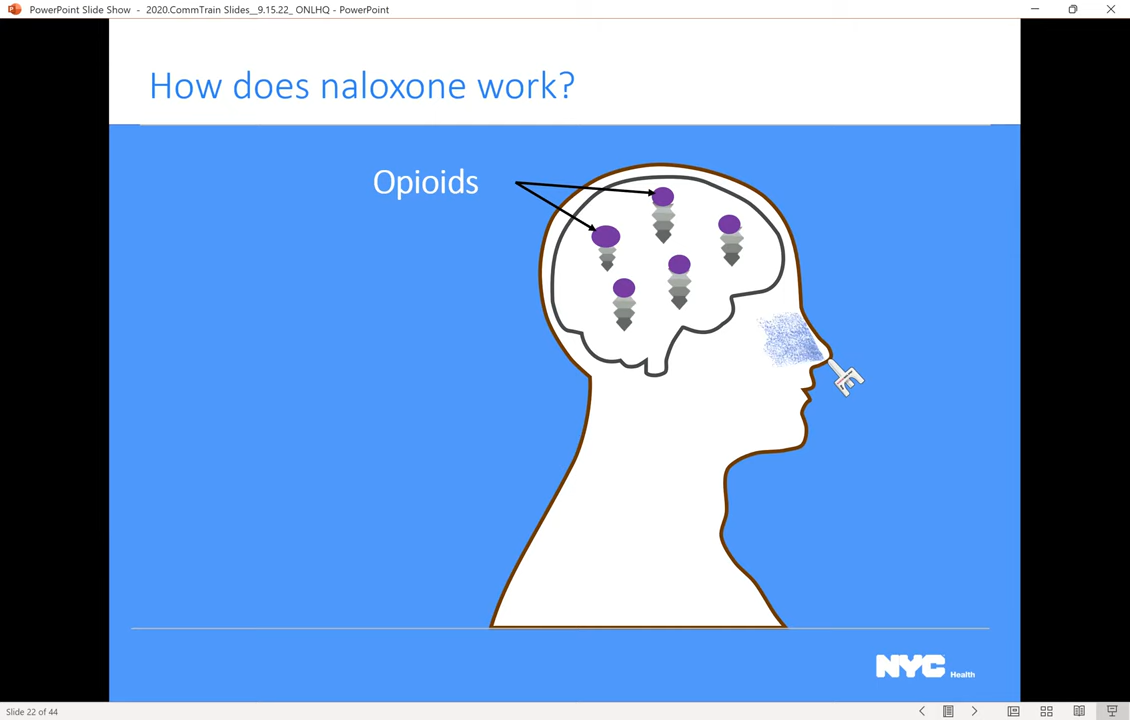 PowerPoint Slide Show - 2020.CommTrain Slides__9.15.22_ ONLHQ - PowerPoint
How does naloxone work?
Opioids
NYC Health
Slide 22 of 44